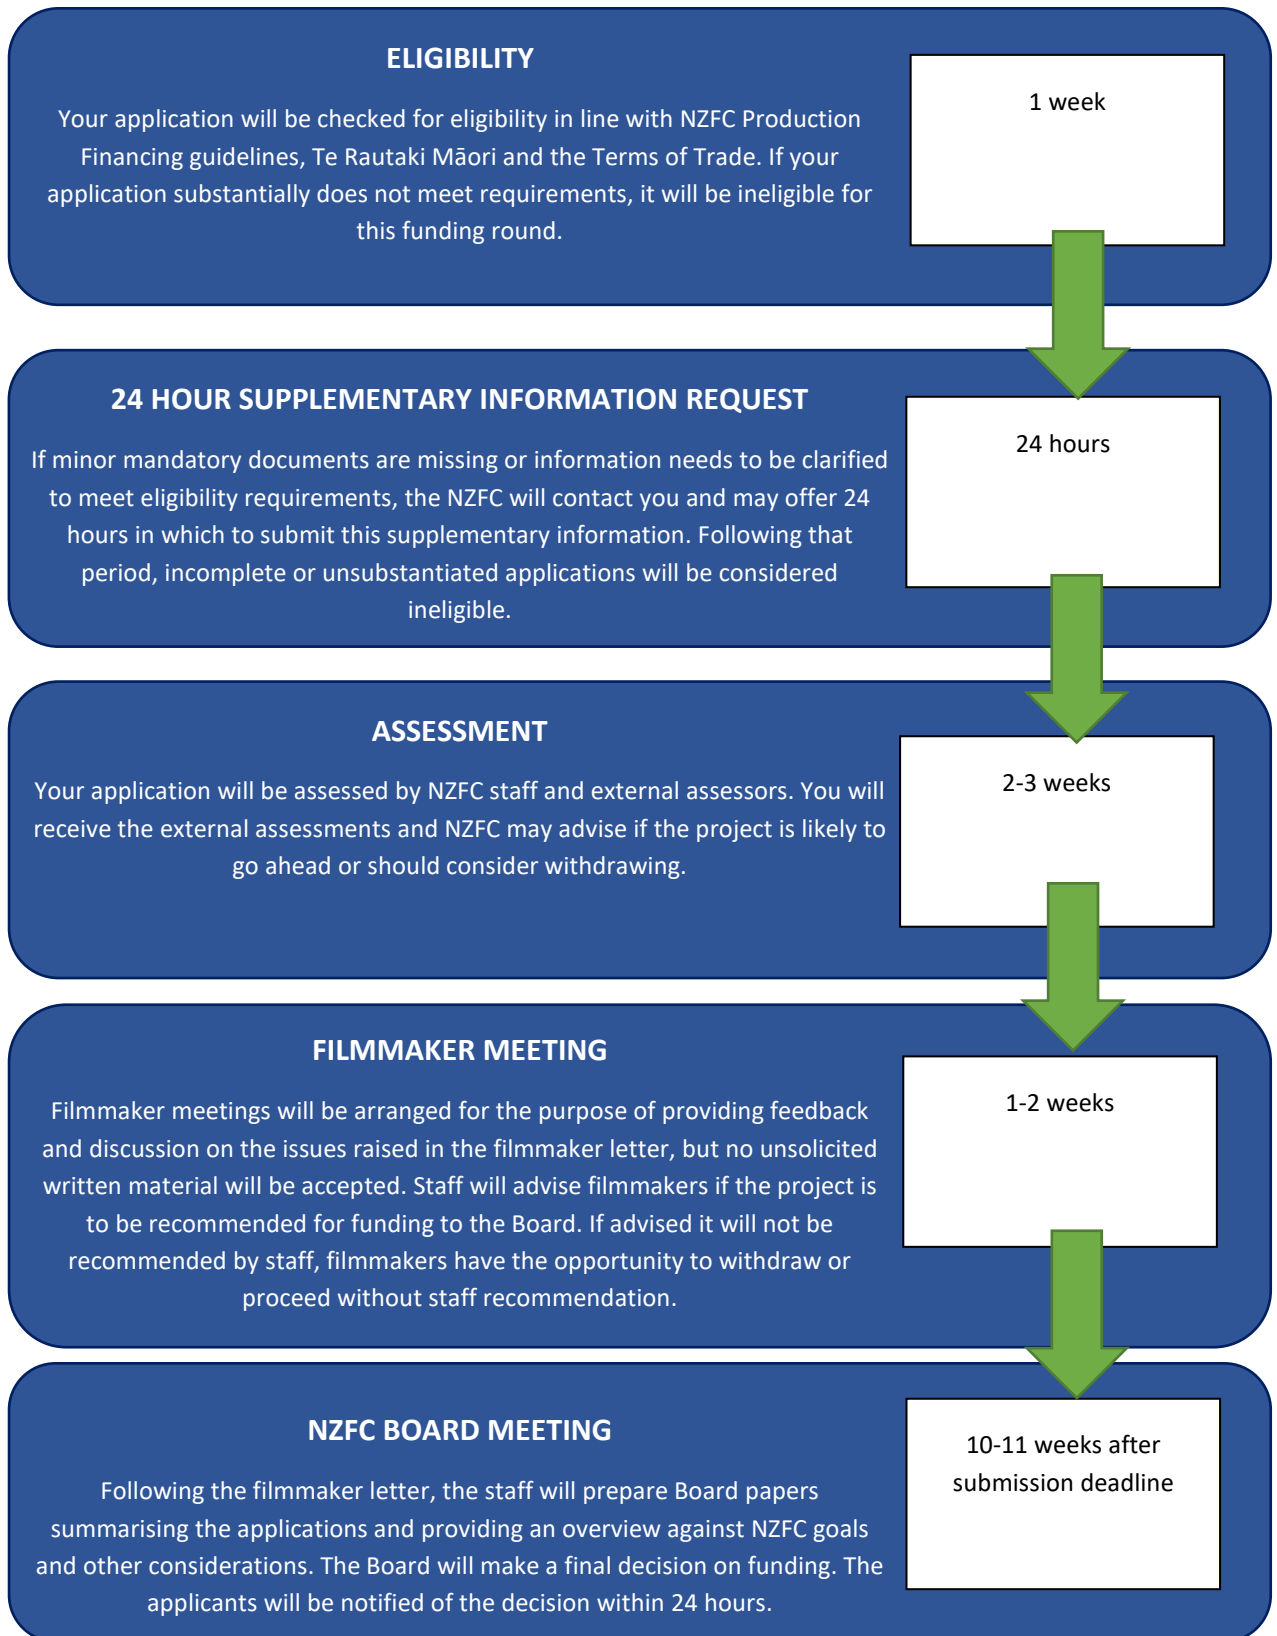 ELIGIBILITY
Your application will be checked for eligibility in line with NZFC Production
Financing guidelines, Te Rautaki Māori and the Terms of Trade. If your
application substantially does not meet requirements, it will be ineligible for
this funding round.
1 week
24 HOUR SUPPLEMENTARY INFORMATION REQUEST
If minor mandatory documents are missing or information needs to be clarified
to meet eligibility requirements, the NZFC will contact you and may offer 24
hours in which to submit this supplementary information. Following that
period, incomplete or unsubstantiated applications will be considered
ineligible.
24 hours
ASSESSMENT
Your application will be assessed by NZFC staff and external assessors. You will
receive the external assessments and NZFC may advise if the project is likely to
go ahead or should consider withdrawing.
2-3 weeks
FILMMAKER MEETING
Filmmaker meetings will be arranged for the purpose of providing feedback
and discussion on the issues raised in the filmmaker letter, but no unsolicited
written material will be accepted. Staff will advise filmmakers if the project is
to be recommended for funding to the Board. If advised it will not be
recommended by staff, filmmakers have the opportunity to withdraw or
proceed without staff recommendation.
1-2 weeks
NZFC BOARD MEETING
Following the filmmaker letter, the staff will prepare Board papers
summarising the applications and providing an overview against NZFC goals
and other considerations. The Board will make a final decision on funding. The
applicants will be notified of the decision within 24 hours.
10-11 weeks after
submission deadline